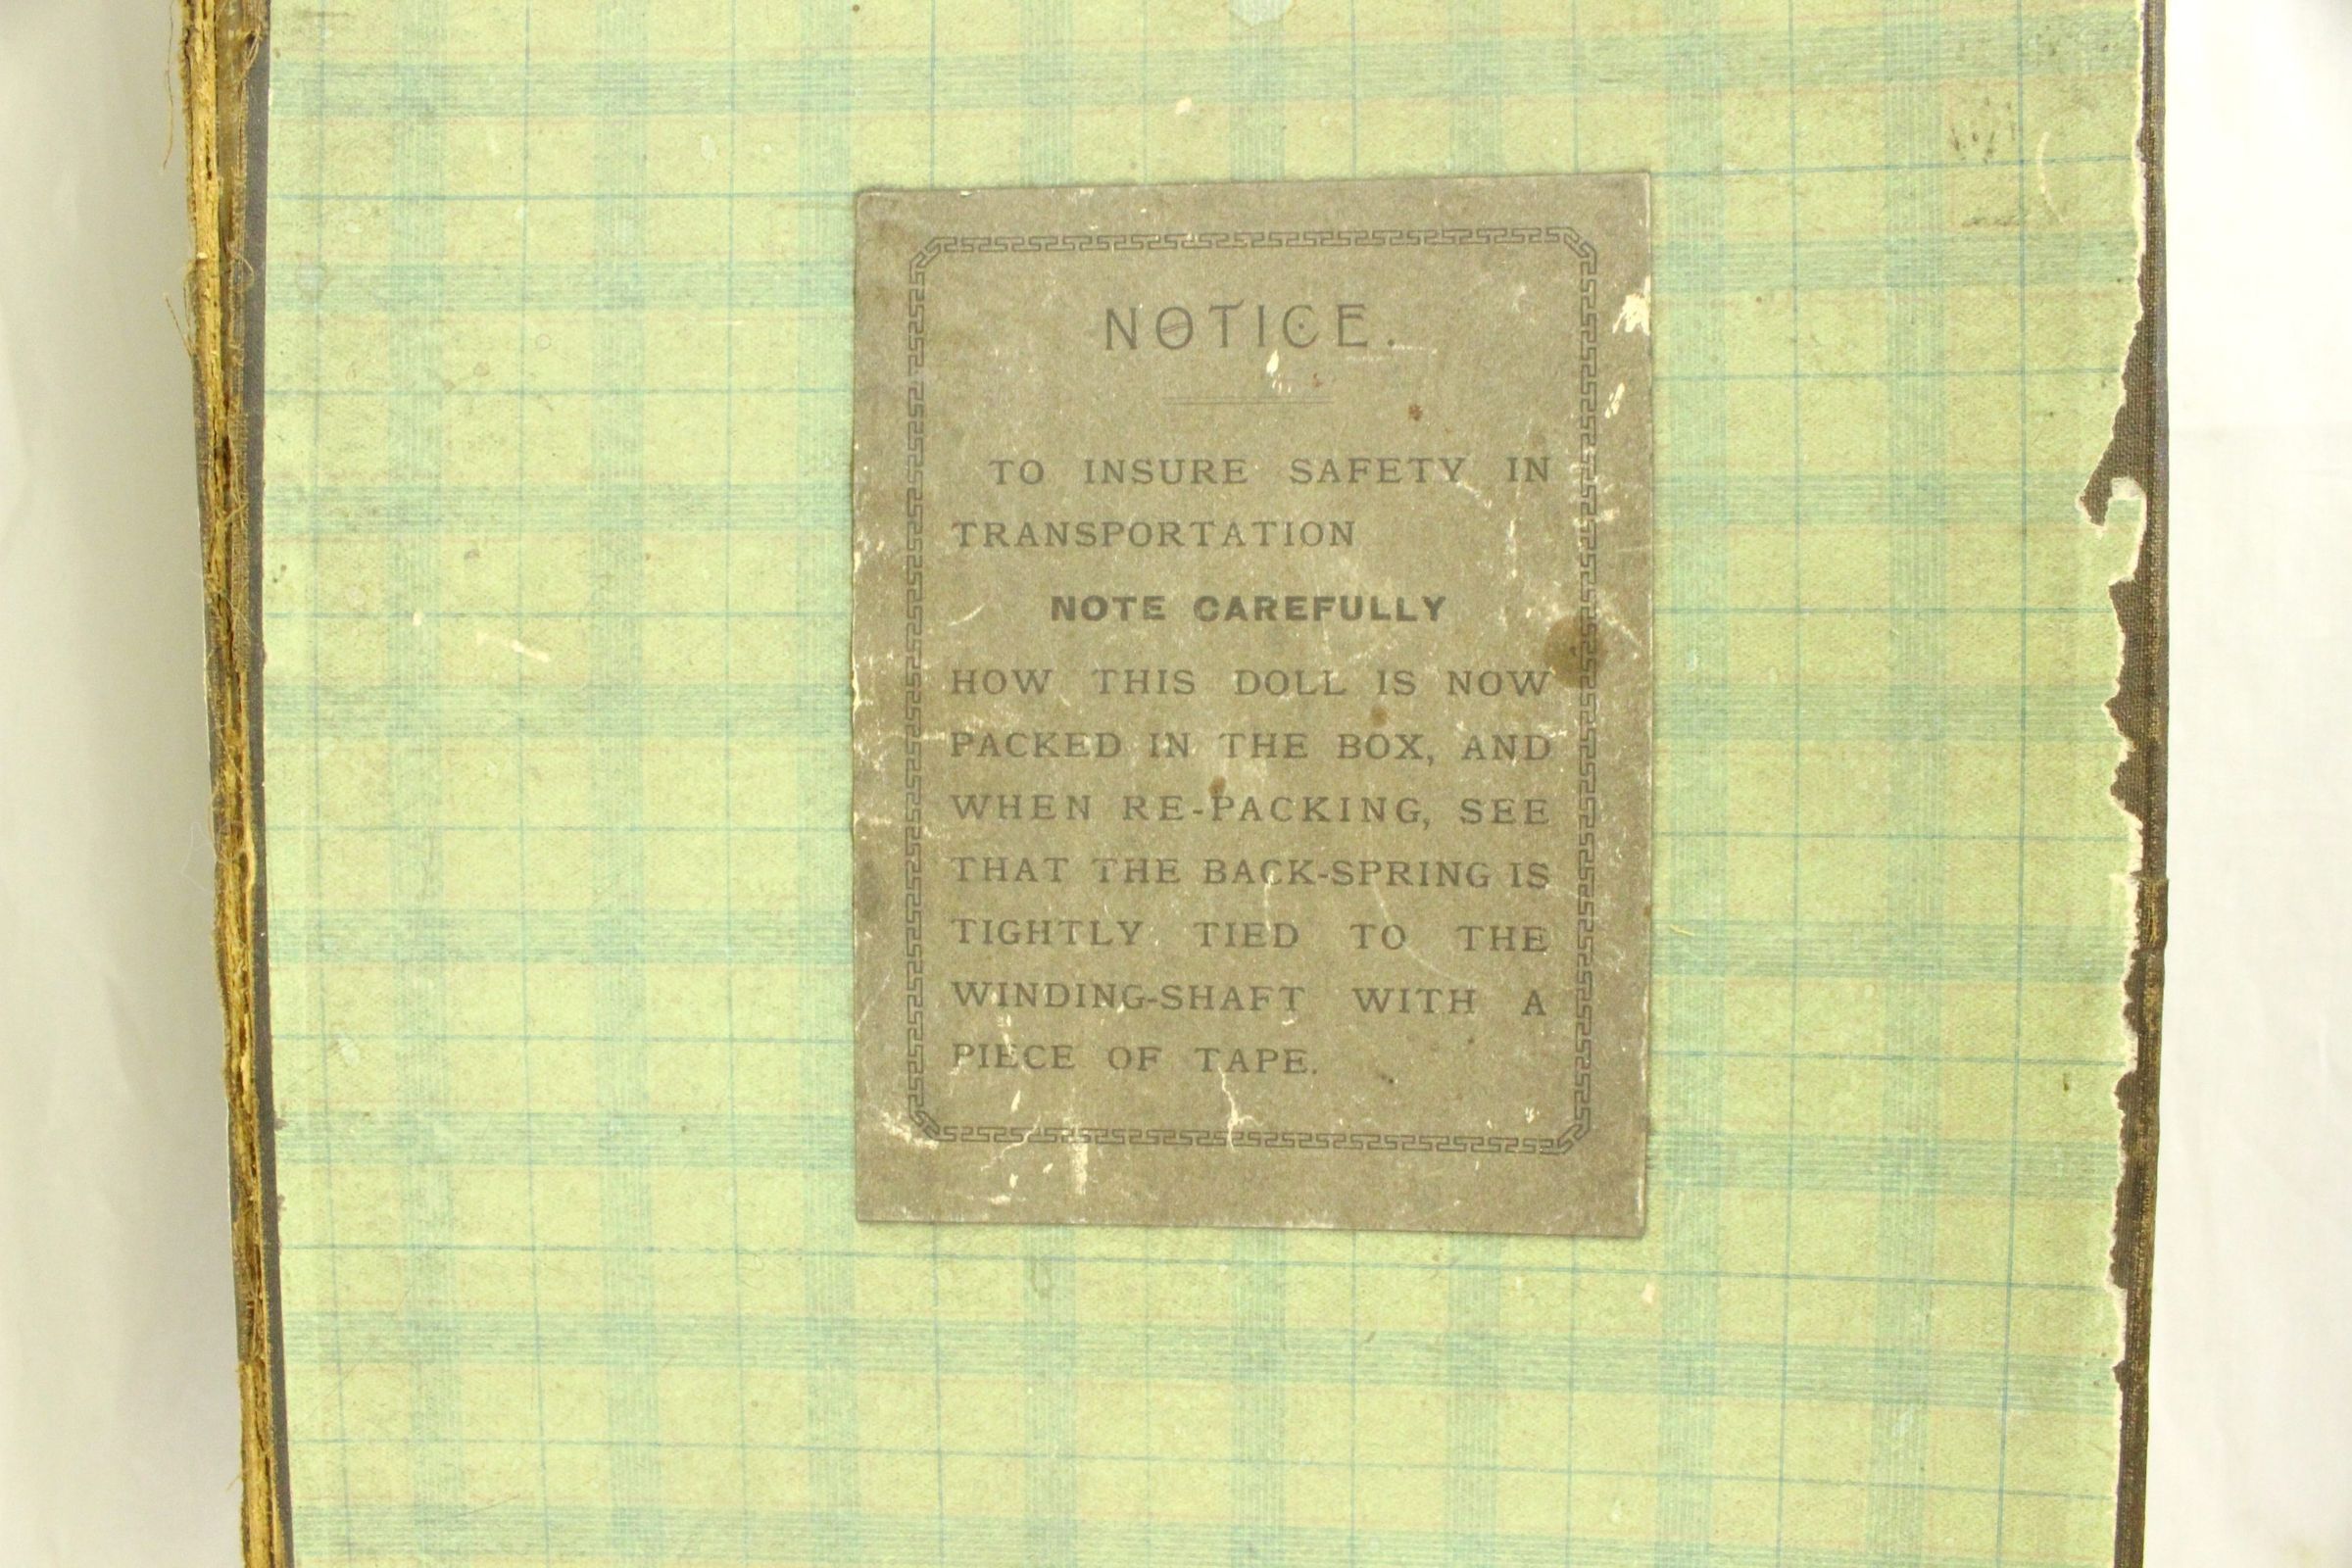 NOTICE.
TO INSURE SAFETY IN
TRANSPORTATION
NOTE CAREFULLY
HOW THIS DOLL IS NOW
PACKED IN THE BOX, AND
WHEN RE-PACKING, SEE
THAT THE BACK-SPRING IS
TIGHTLY TIED TO THE
WINDING-SHAFT WITH A
PIECE OF TAPE.